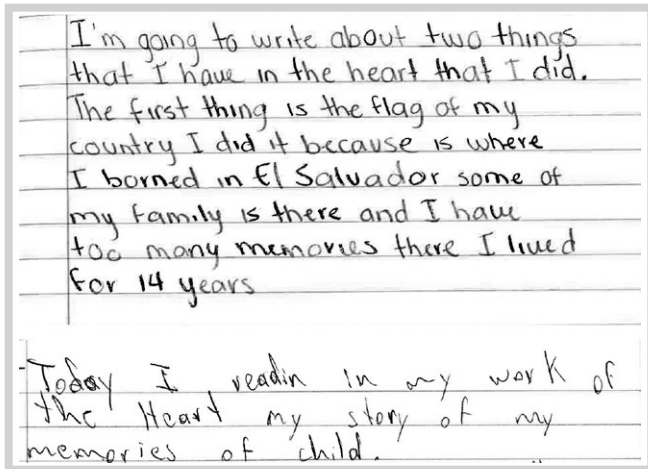 I'm going to write about two things
that I have in the heart that I did.
The first thing is the flag of my
country I did it because is where
I borned in El Salvador some of
my family is there and I have
too many memories there I lived
for 14 years
Today I readin in my work of
the Heart my story of my
memories of child.